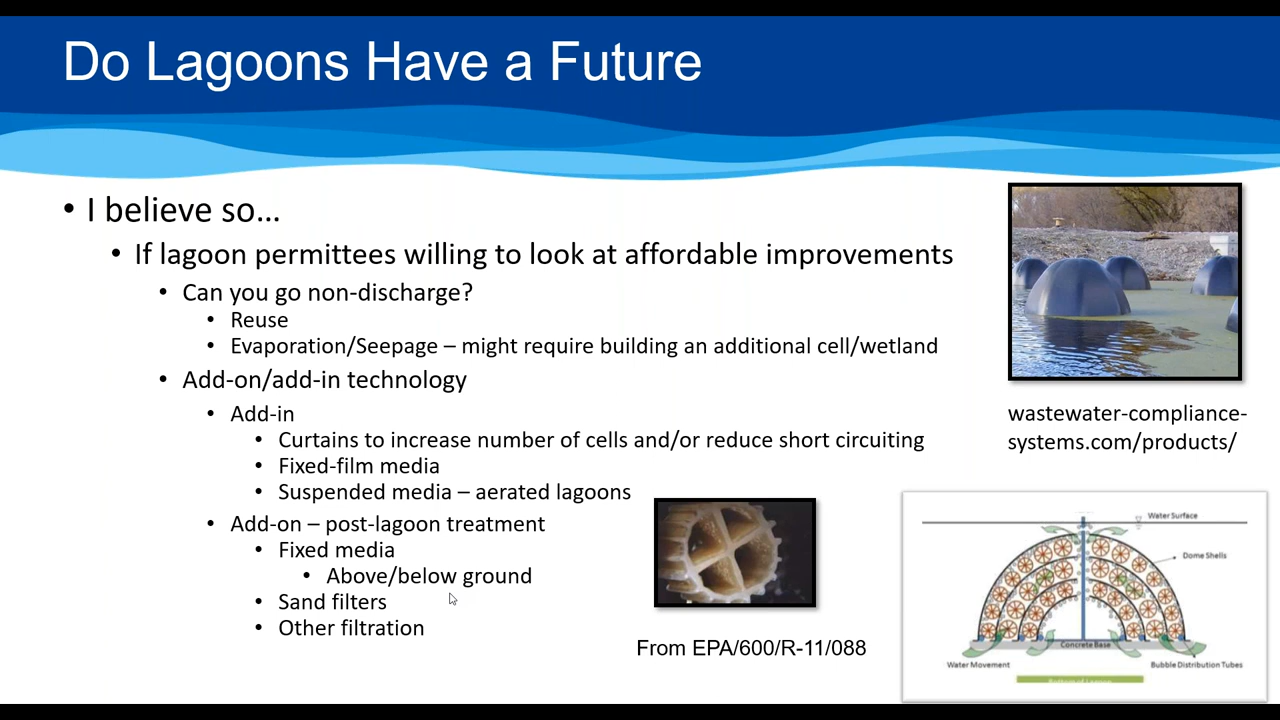 Do Lagoons Have a Future
• I believe so…
• If lagoon permittees willing to look at affordable improvements
• Can you go non-discharge?
• Reuse
• Evaporation/Seepage – might require building an additional cell/wetland
• Add-on/add-in technology
• Add-in
• Curtains to increase number of cells and/or reduce short circuiting
• Fixed-film media
• Suspended media – aerated lagoons
• Add-on – post-lagoon treatment
• Fixed media
• Above/below ground
• Sand filters
• Other filtration
wastewater-compliance-
systems.com/products/
From EPA/600/R-11/088
Water Surface
Dome Shells
Concrete Base
Water Movement
Bubble Distribution Tubes
Bottom of Lagoon